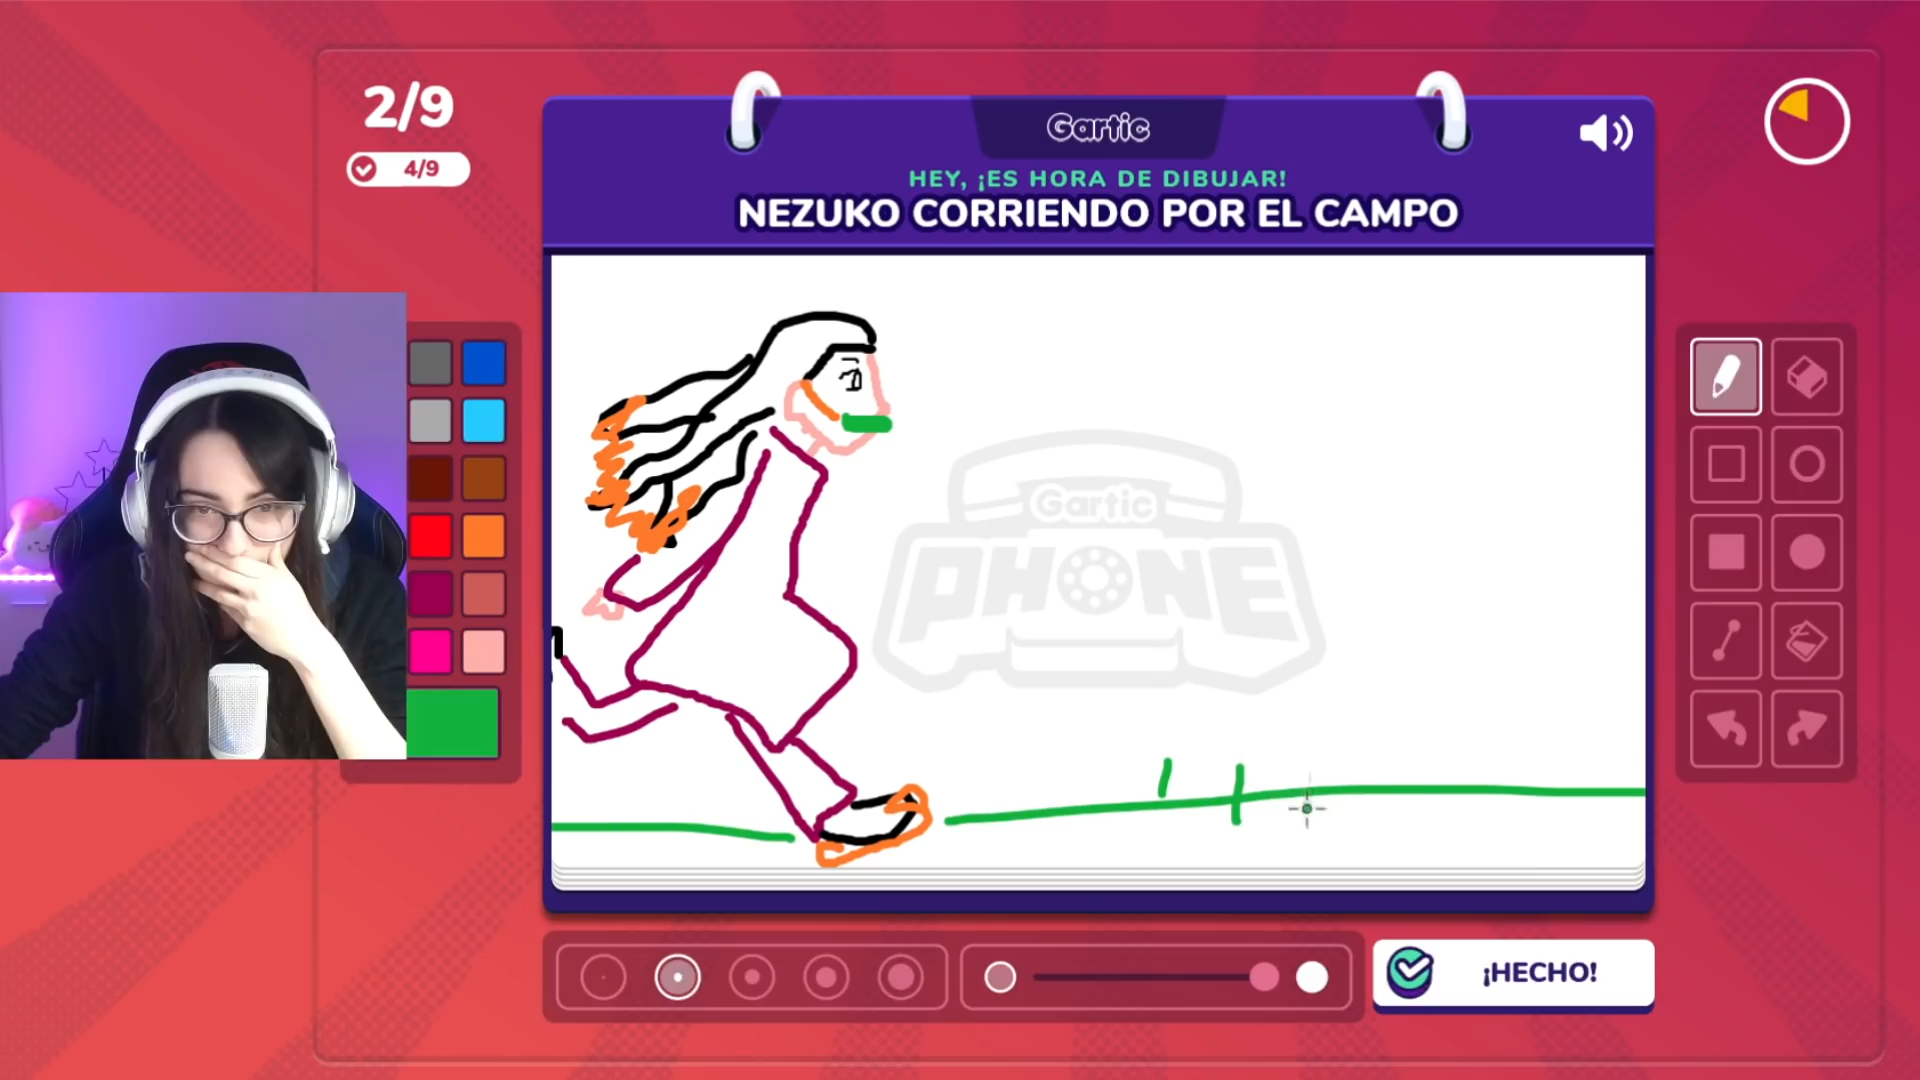 2/9
4/9
Gartic
HEY, ¡ES HORA DE DIBUJAR!
NEZUKO CORRIENDO POR EL CAMPO
Gartic
PHONE
¡HECHO!